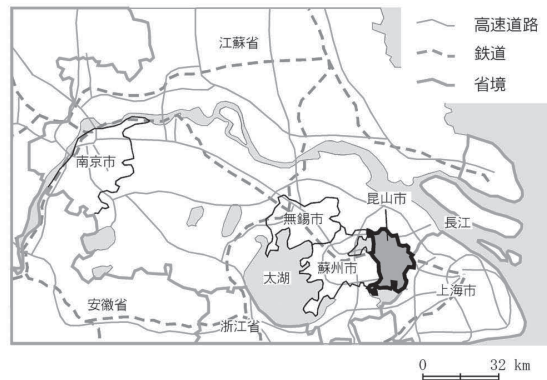 高速道路
鉄道
省境
江蘇省
南京市
昆山市
無錫市
長江
太湖
蘇州市
上海市
安徽省
浙江省
0 32 km